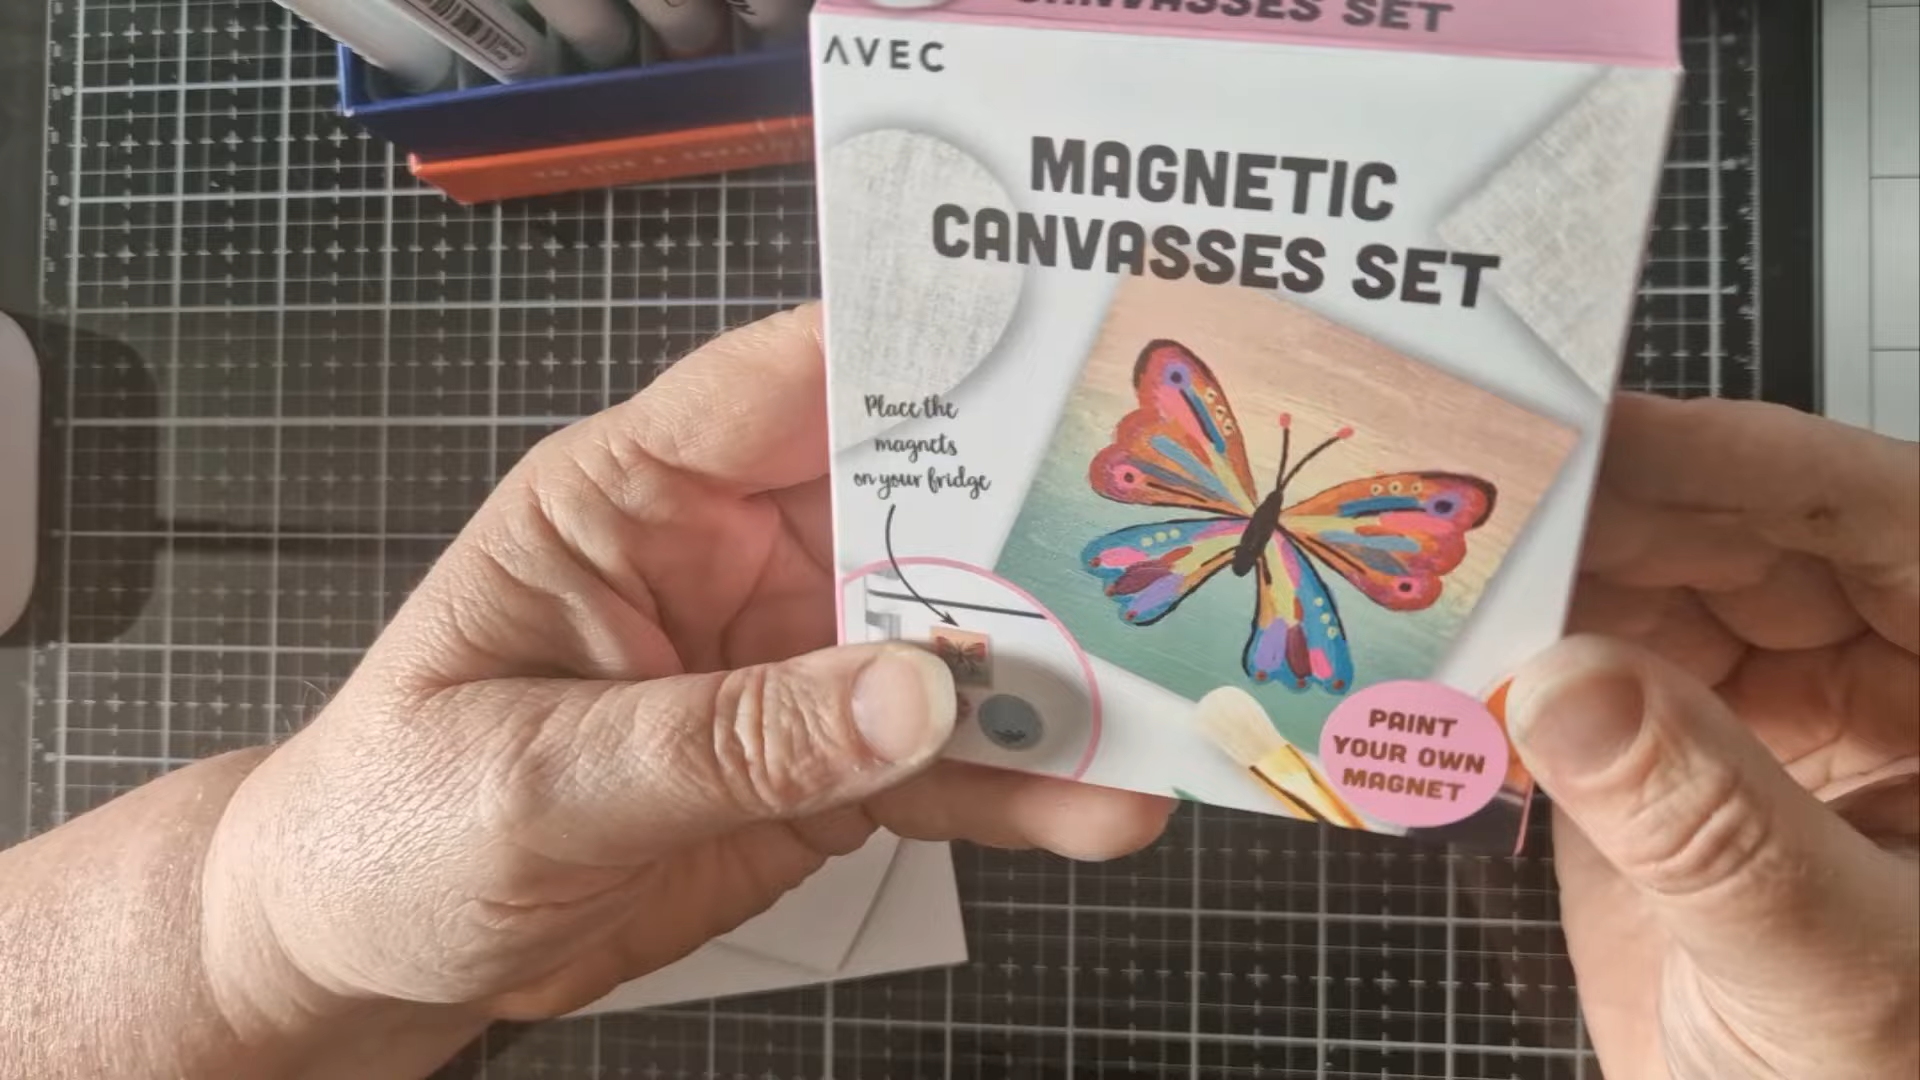 CANVASSES SET
AVEC
MAGNETIC
CANVASSES SET
Place the
magnets
on your fridge
PAINT
YOUR OWN
MAGNET